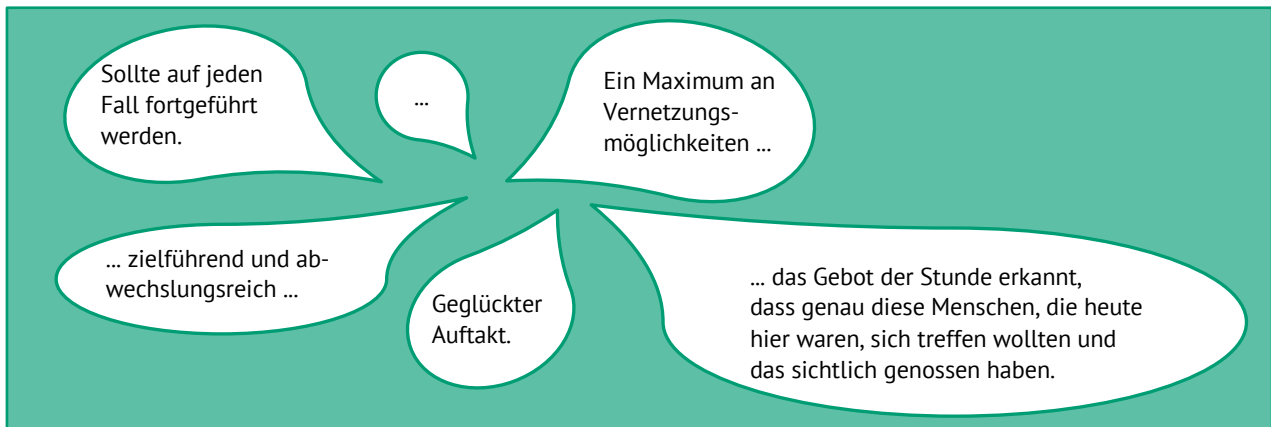 Sollte auf jeden
Fall fortgeführt
werden.
...
Ein Maximum an
Vernetzungs-
möglichkeiten ...
... zielführend und ab-
wechslungsreich ...
Geglückter
Auftakt.
... das Gebot der Stunde erkannt,
dass genau diese Menschen, die heute
hier waren, sich treffen wollten und
das sichtlich genossen haben.